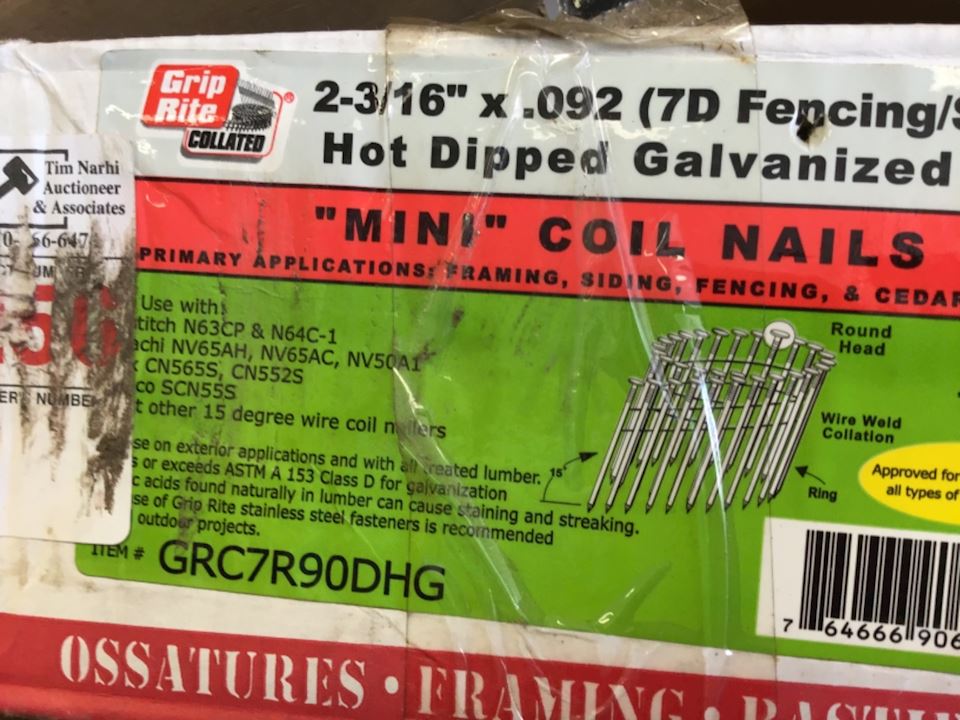 Grip
Rite
COLLATED
®
2-3/16" x .092 (7D Fencing/S
Hot Dipped Galvanized
Tim Narhi
Auctioneer
& Associates
"MINI" COIL NAILS
PRIMARY APPLICATIONS: FRAMING, SIDING, FENCING, & CEDAR
Use with:
titch N63CP & N64C-1
achi NV65AH, NV65AC, NV50A1
CN565S, CN552S
co SCN55S
t other 15 degree wire coil nailers
se on exterior applications and with all treated lumber.
s or exceeds ASTM A 153 Class D for galvanization
c acids found naturally in lumber can cause staining and streaking.
se of Grip Rite stainless steel fasteners is recommended
outdoor projects.
Round
Head
Wire Weld
Collation
15°
Ring
Approved for
all types of
ITEM # GRC7R90DHG
7 64666 906
OSSATURES • FRAMING •